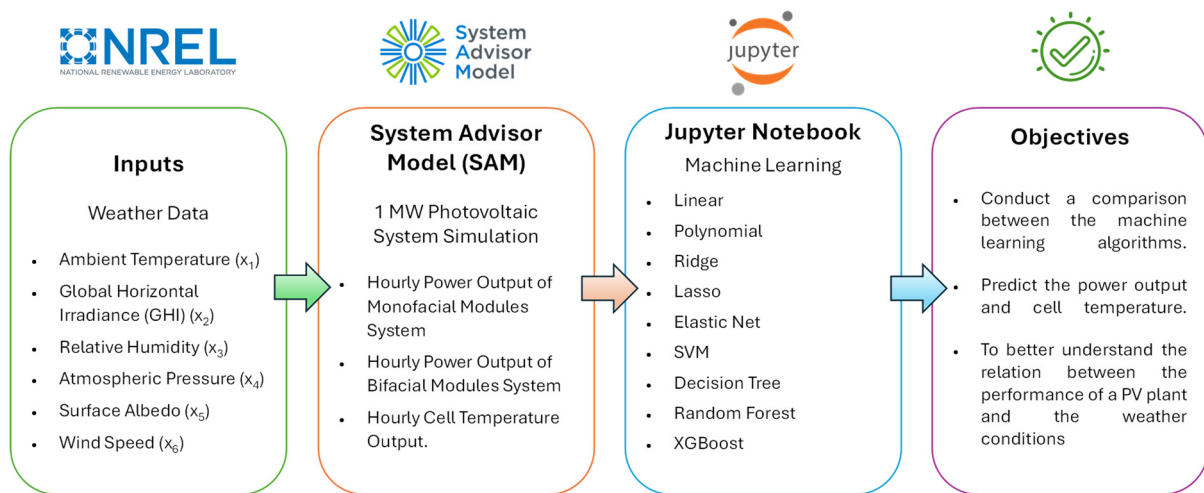 NREL
NATIONAL RENEWABLE ENERGY LABORATORY
System
Advisor
Model
jupyter
Inputs
Weather Data
• Ambient Temperature (x₁)
• Global Horizontal
Irradiance (GHI) (x₂)
• Relative Humidity (x₃)
• Atmospheric Pressure (x₄)
• Surface Albedo (x₅)
• Wind Speed (x₆)
System Advisor
Model (SAM)
1 MW Photovoltaic
System Simulation
• Hourly Power Output of
Monofacial Modules
System
• Hourly Power Output of
Bifacial Modules System
• Hourly Cell Temperature
Output.
Jupyter Notebook
Machine Learning
• Linear
• Polynomial
• Ridge
• Lasso
• Elastic Net
• SVM
• Decision Tree
• Random Forest
• XGBoost
Objectives
• Conduct a comparison
between the machine
learning algorithms.
• Predict the power output
and cell temperature.
• To better understand the
relation between the
performance of a PV plant
and the weather
conditions